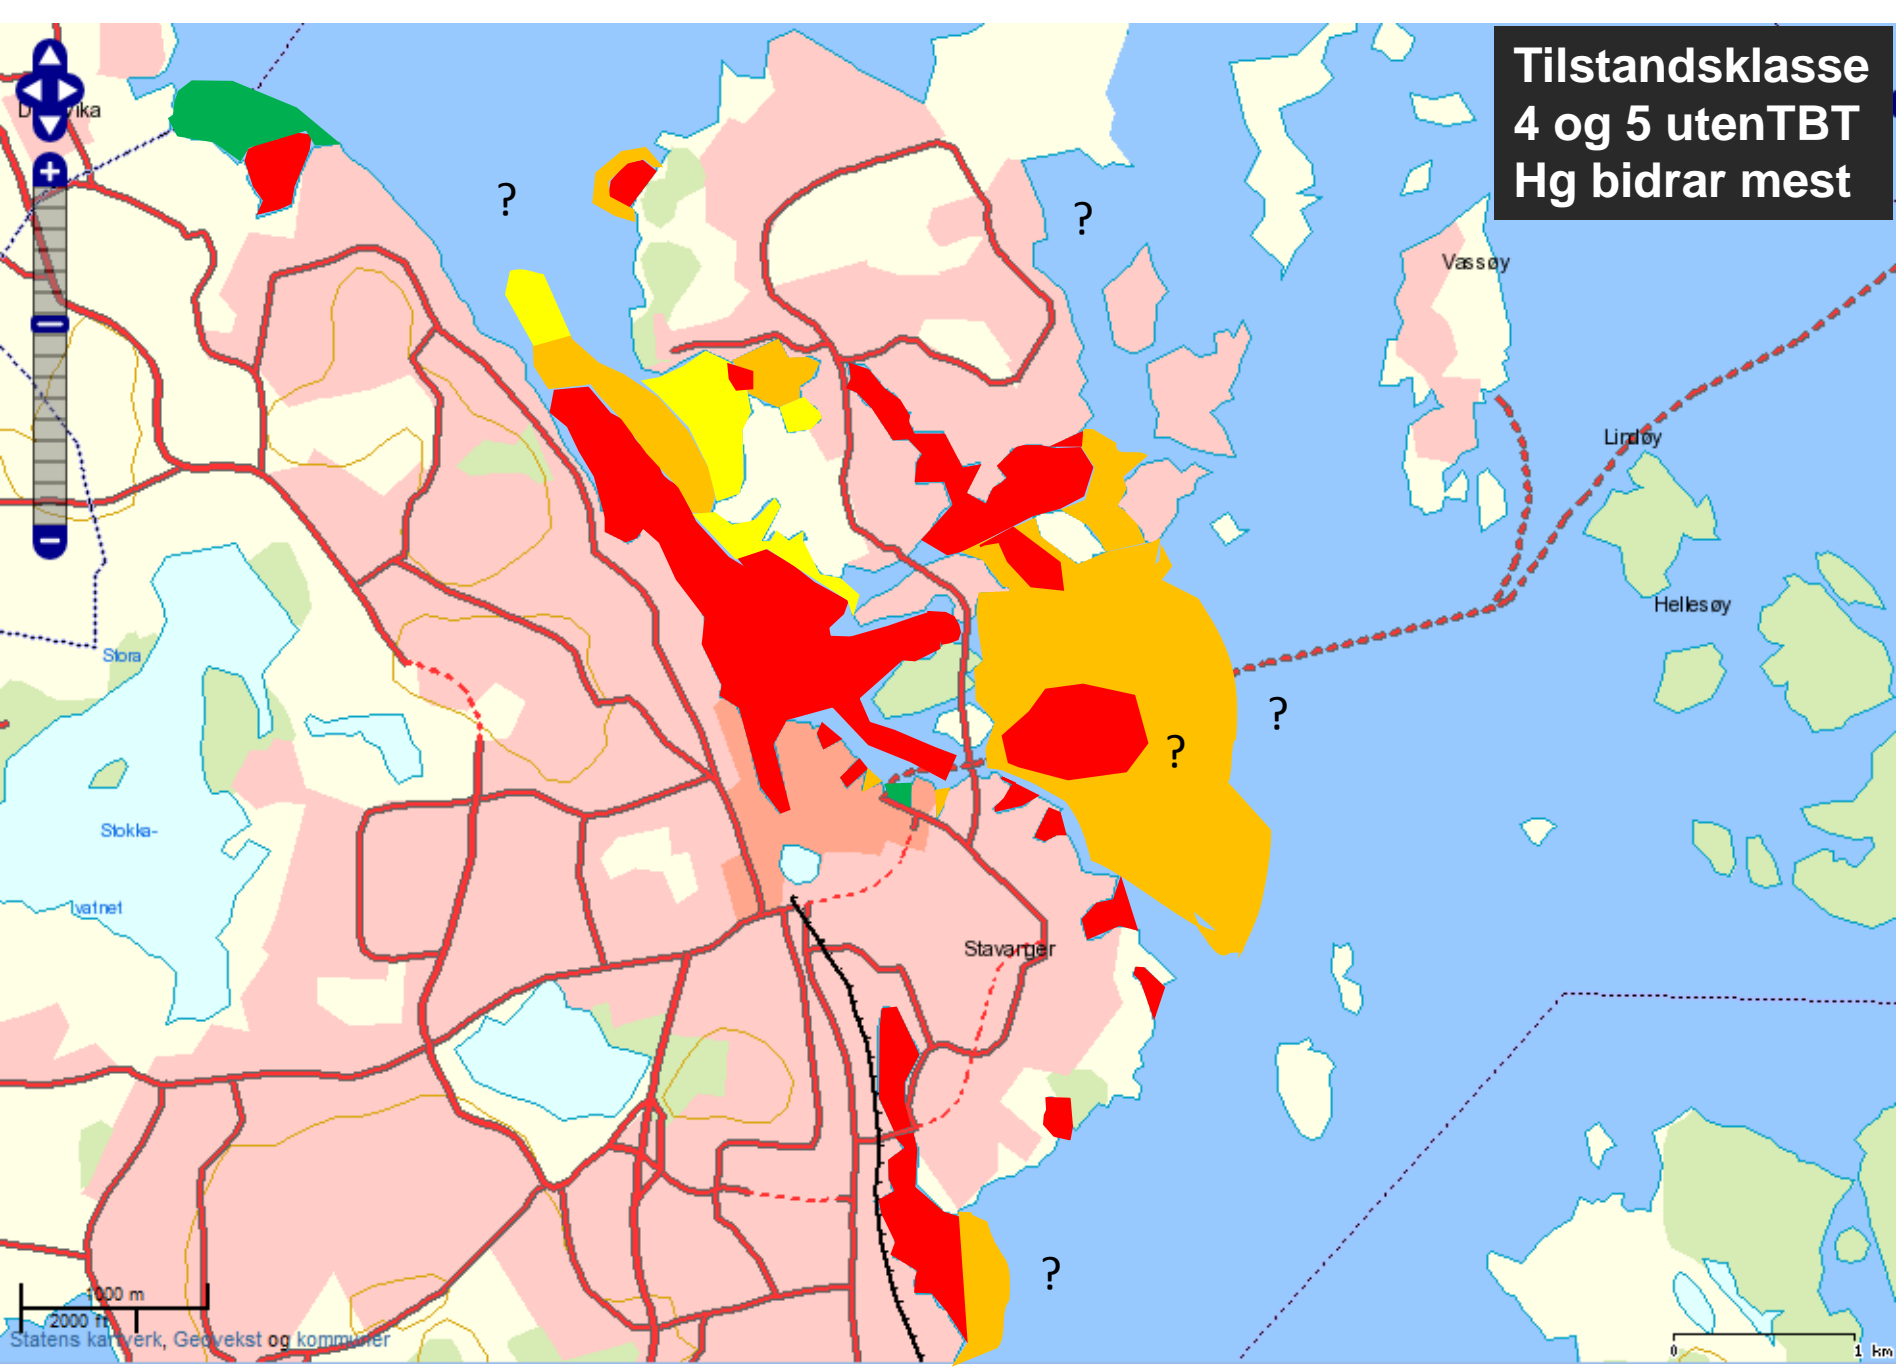 Tilstandsklasse
4 og 5 utenTBT
Hg bidrar mest
?
?
Vassøy
Lindøy
Hellesøy
Stora
?
?
Stokka-
vatnet
Stavanger
?
1000 m
2000 ft
Statens kartverk, Geovekst og kommuner
0 1 km